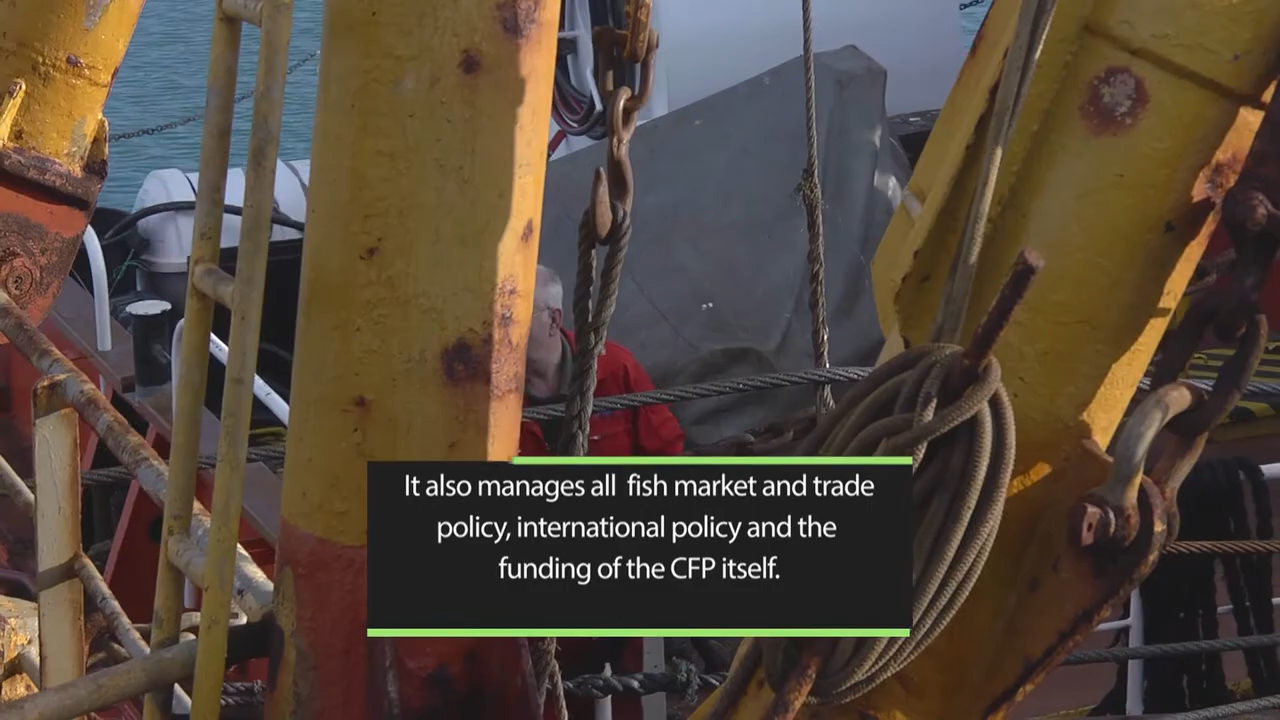 It also manages all  fish market and trade
policy, international policy and the
funding of the CFP itself.